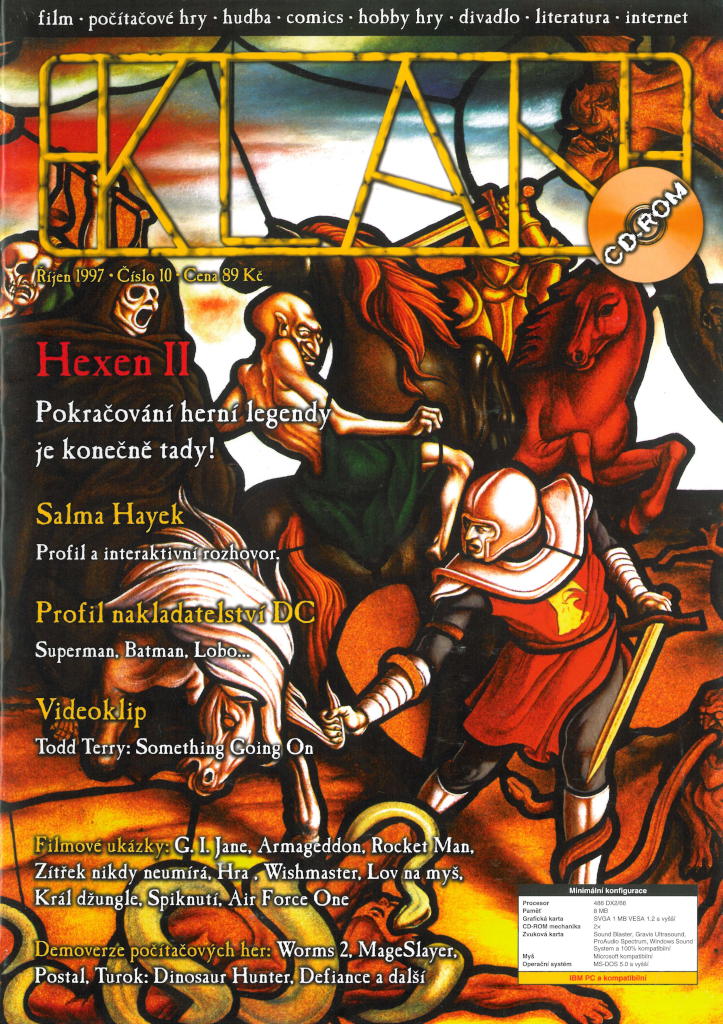 film · počítačové hry · hudba · comics · hobby hry · divadlo · literatura · internet
KLAN
CD-ROM
Říjen 1997 · Číslo 10 · Cena 89 Kč
Hexen II
Pokračování herní legendy
je konečně tady!
Salma Hayek
Profil a interaktivní rozhovor.
Profil nakladatelství DC
Superman, Batman, Lobo...
Videoklip
Todd Terry: Something Going On
Filmové ukázky: G. I. Jane, Armageddon, Rocket Man,
Zítřek nikdy neumírá, Hra , Wishmaster, Lov na myš,
Král džungle, Spiknutí, Air Force One
Demoverze počítačových her: Worms 2, MageSlayer,
Postal, Turok: Dinosaur Hunter, Defiance a další
Minimální konfigurace
Procesor 486 DX2/66
Paměť 8 MB
Grafická karta SVGA 1 MB VESA 1.2 s vyšší
CD-ROM mechanika 2x
Zvuková karta Sound Blaster, Gravis Ultrasound,
ProAudio Spectrum, Windows Sound
System a 100% kompatibilní
Myš Microsoft kompatibilní
Operační systém MS-DOS 5.0 s vyšší
IBM PC a kompatibilní